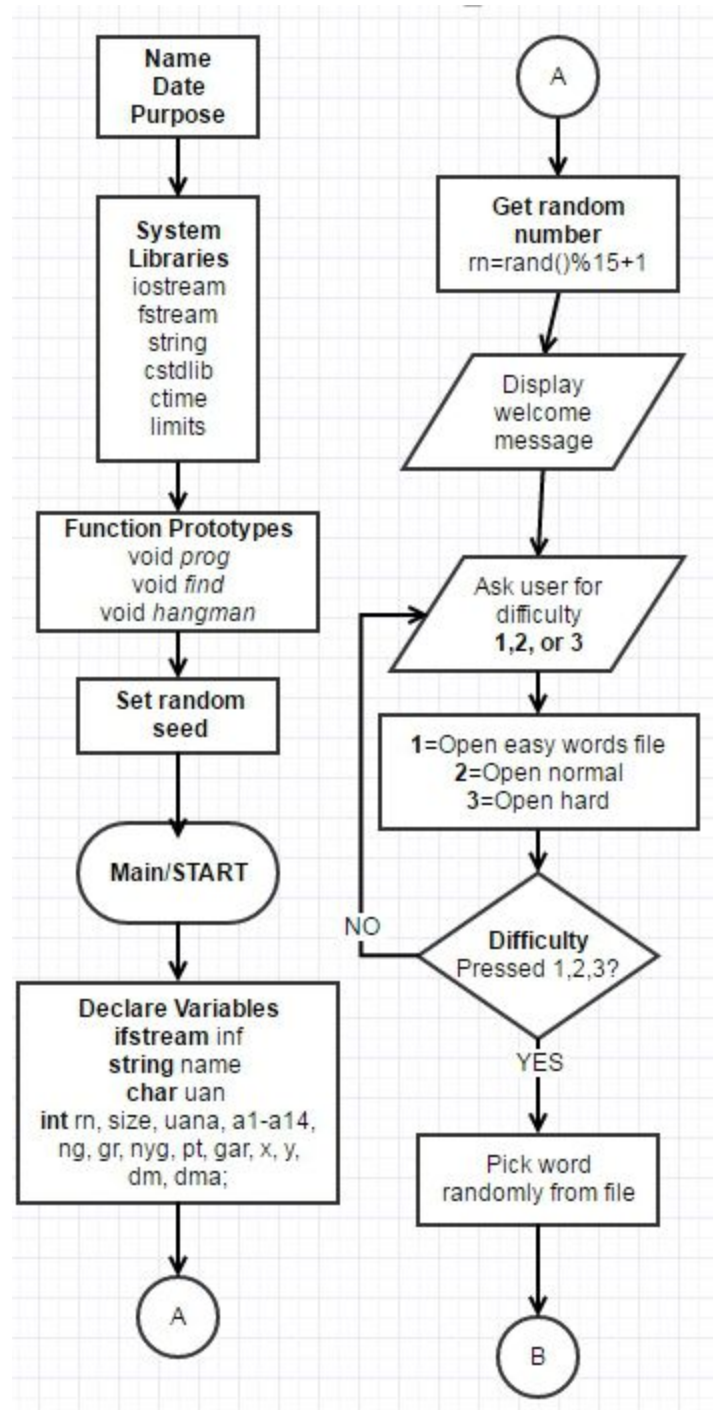 Name
Date
Purpose
System
Libraries
iostream
fstream
string
cstdlib
ctime
limits
Function Prototypes
void prog
void find
void hangman
Set random
seed
Main/START
Declare Variables
ifstream inf
string name
char uan
int rn, size, uana, a1-a14,
ng, gr, nyg, pt, gar, x, y,
dm, dma;
A
A
Get random
number
rn=rand()%15+1
Display
welcome
message
Ask user for
difficulty
1,2, or 3
1=Open easy words file
2=Open normal
3=Open hard
NO
Difficulty
Pressed 1,2,3?
YES
Pick word
randomly from file
B